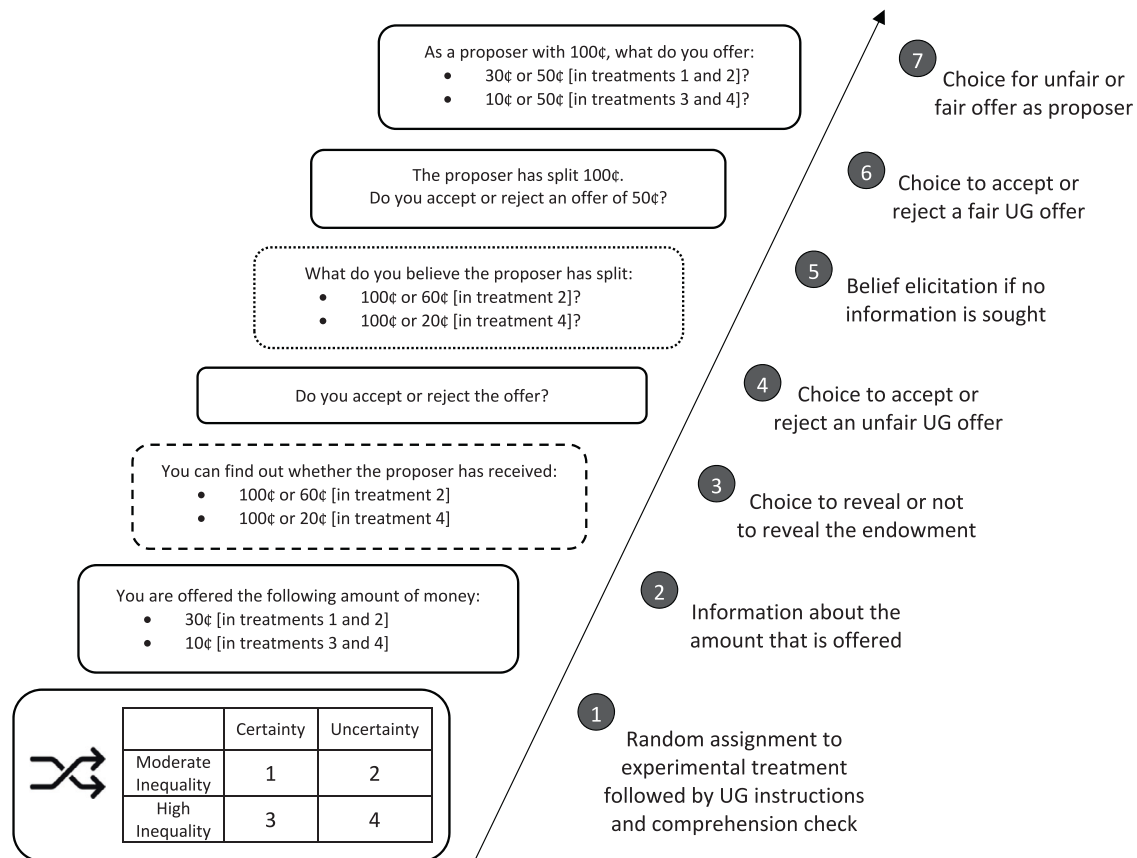 As a proposer with 100¢, what do you offer:
• 30¢ or 50¢ [in treatments 1 and 2]?
• 10¢ or 50¢ [in treatments 3 and 4]?
7
Choice for unfair or
fair offer as proposer
The proposer has split 100¢.
Do you accept or reject an offer of 50¢?
6
Choice to accept or
reject a fair UG offer
What do you believe the proposer has split:
• 100¢ or 60¢ [in treatment 2]?
• 100¢ or 20¢ [in treatment 4]?
5
Belief elicitation if no
information is sought
Do you accept or reject the offer?
4
Choice to accept or
reject an unfair UG offer
You can find out whether the proposer has received:
• 100¢ or 60¢ [in treatment 2]
• 100¢ or 20¢ [in treatment 4]
3
Choice to reveal or not
to reveal the endowment
You are offered the following amount of money:
• 30¢ [in treatments 1 and 2]
• 10¢ [in treatments 3 and 4]
2
Information about the
amount that is offered
Certainty Uncertainty
Moderate
Inequality
1 2
High
Inequality
3 4
1
Random assignment to
experimental treatment
followed by UG instructions
and comprehension check